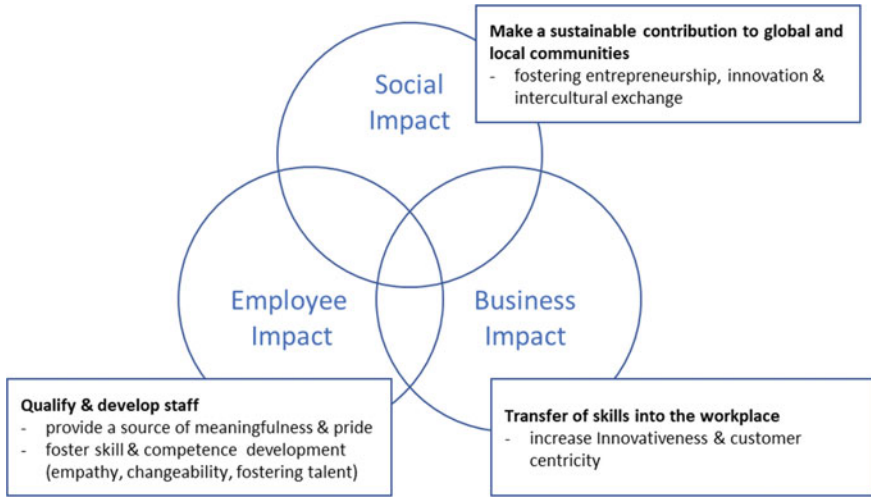 Make a sustainable contribution to global and
local communities
- fostering entrepreneurship, innovation &
intercultural exchange
Social
Impact
Employee
Impact
Business
Impact
Qualify & develop staff
- provide a source of meaningfulness & pride
- foster skill & competence development
(empathy, changeability, fostering talent)
Transfer of skills into the workplace
- increase Innovativeness & customer
centricity